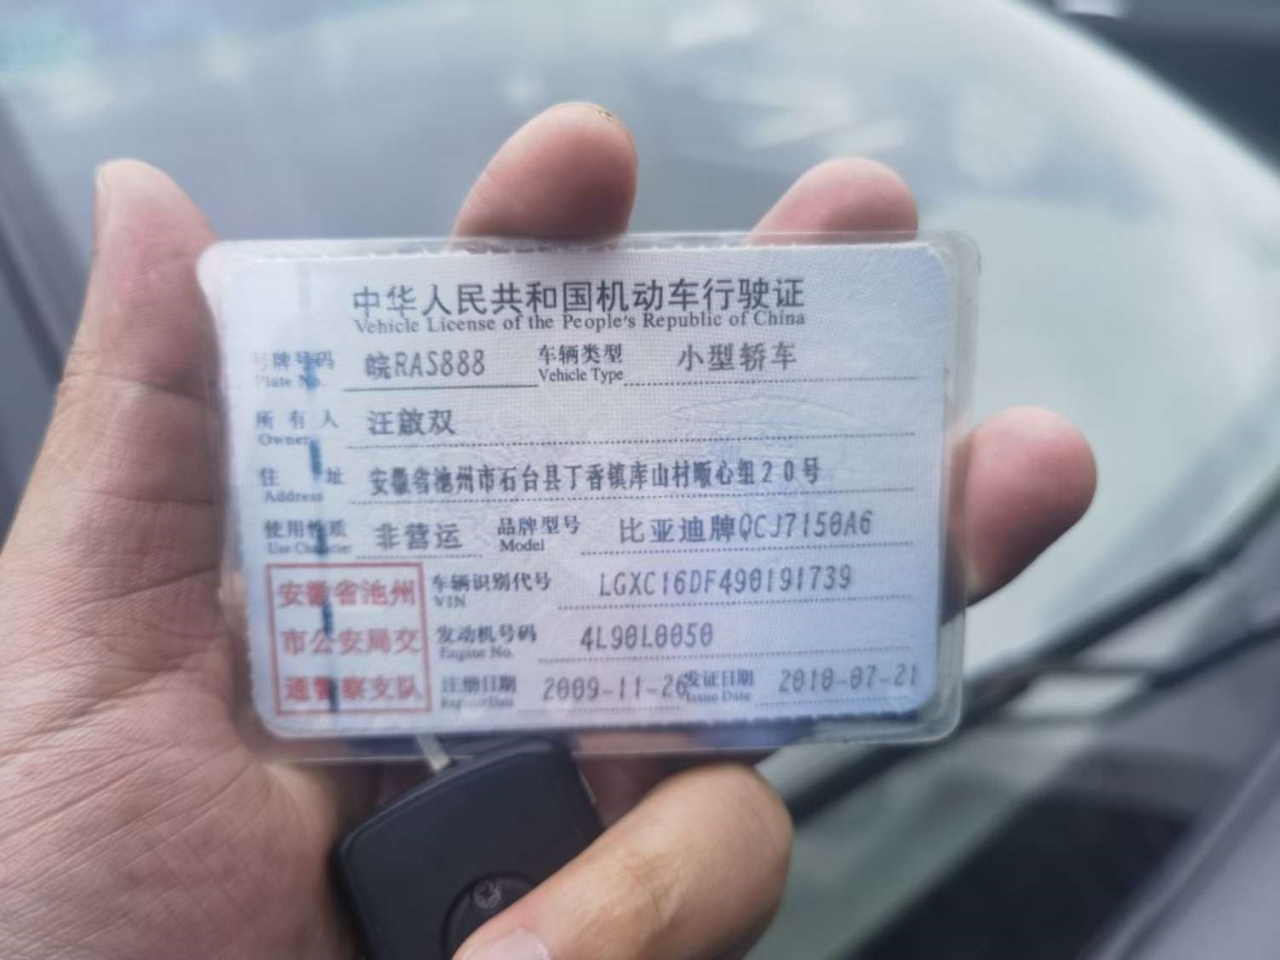 中华人民共和国机动车行驶证
Vehicle License of the People's Republic of China
号牌号码 皖RAS888 车辆类型 小型轿车
Plate No. Vehicle Type
所有人 汪啟双
Owner
住址 安徽省池州市石台县丁香镇库山村顺心组20号
Address
使用性质 非营运 品牌型号 比亚迪牌QCJ7150A6
Use Character Model
安徽省池州 车辆识别代号 LGXC16DF490191739
VIN
市公安局交 发动机号码 4L90L0050
Engine No.
通警察支队 注册日期 2009-11-26 发证日期 2010-07-21
Register Date Issue Date